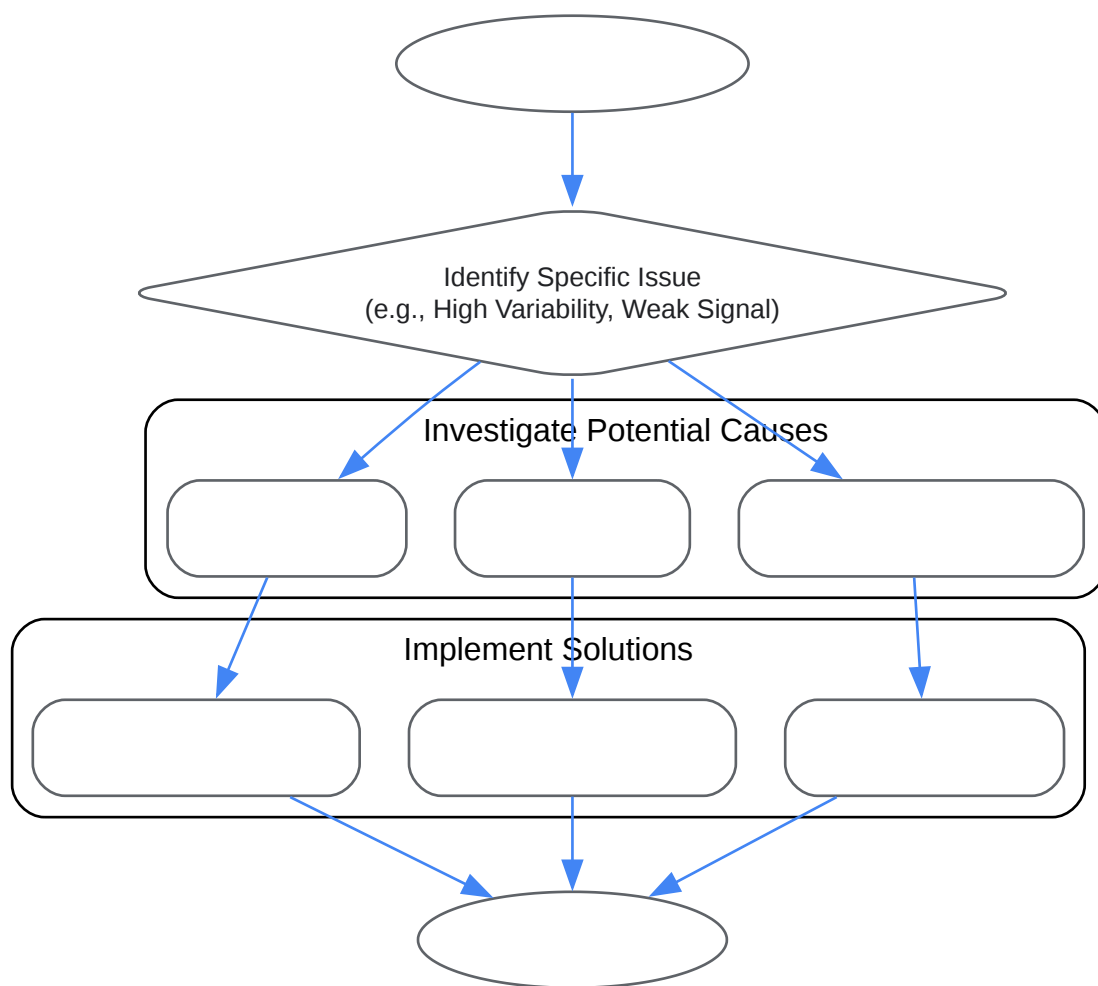 Identify Specific Issue
(e.g., High Variability, Weak Signal)
Investigate Potential Causes
Implement Solutions